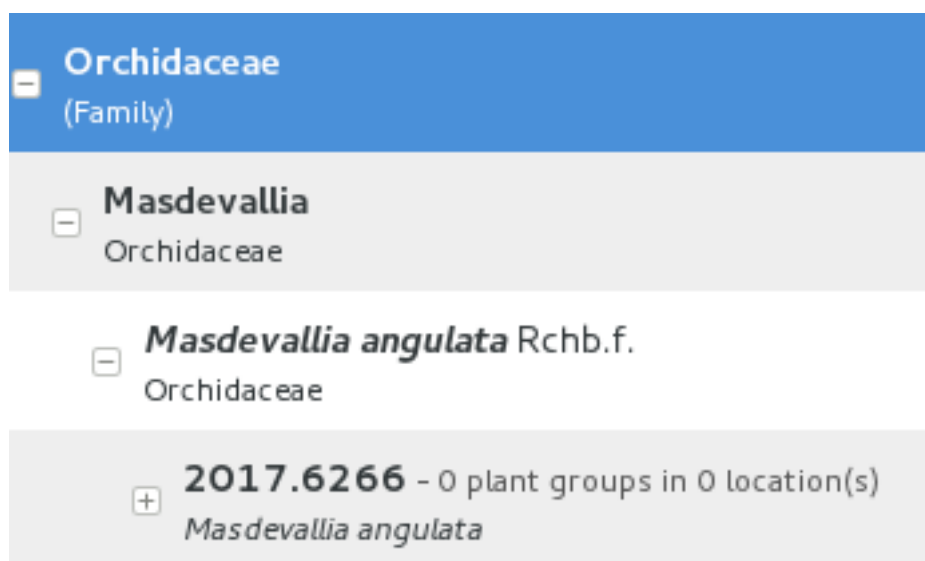 Orchidaceae
(Family)
Masdevallia
Orchidaceae
Masdevallia angulata Rchb.f.
Orchidaceae
2017.6266 - 0 plant groups in 0 location(s)
Masdevallia angulata